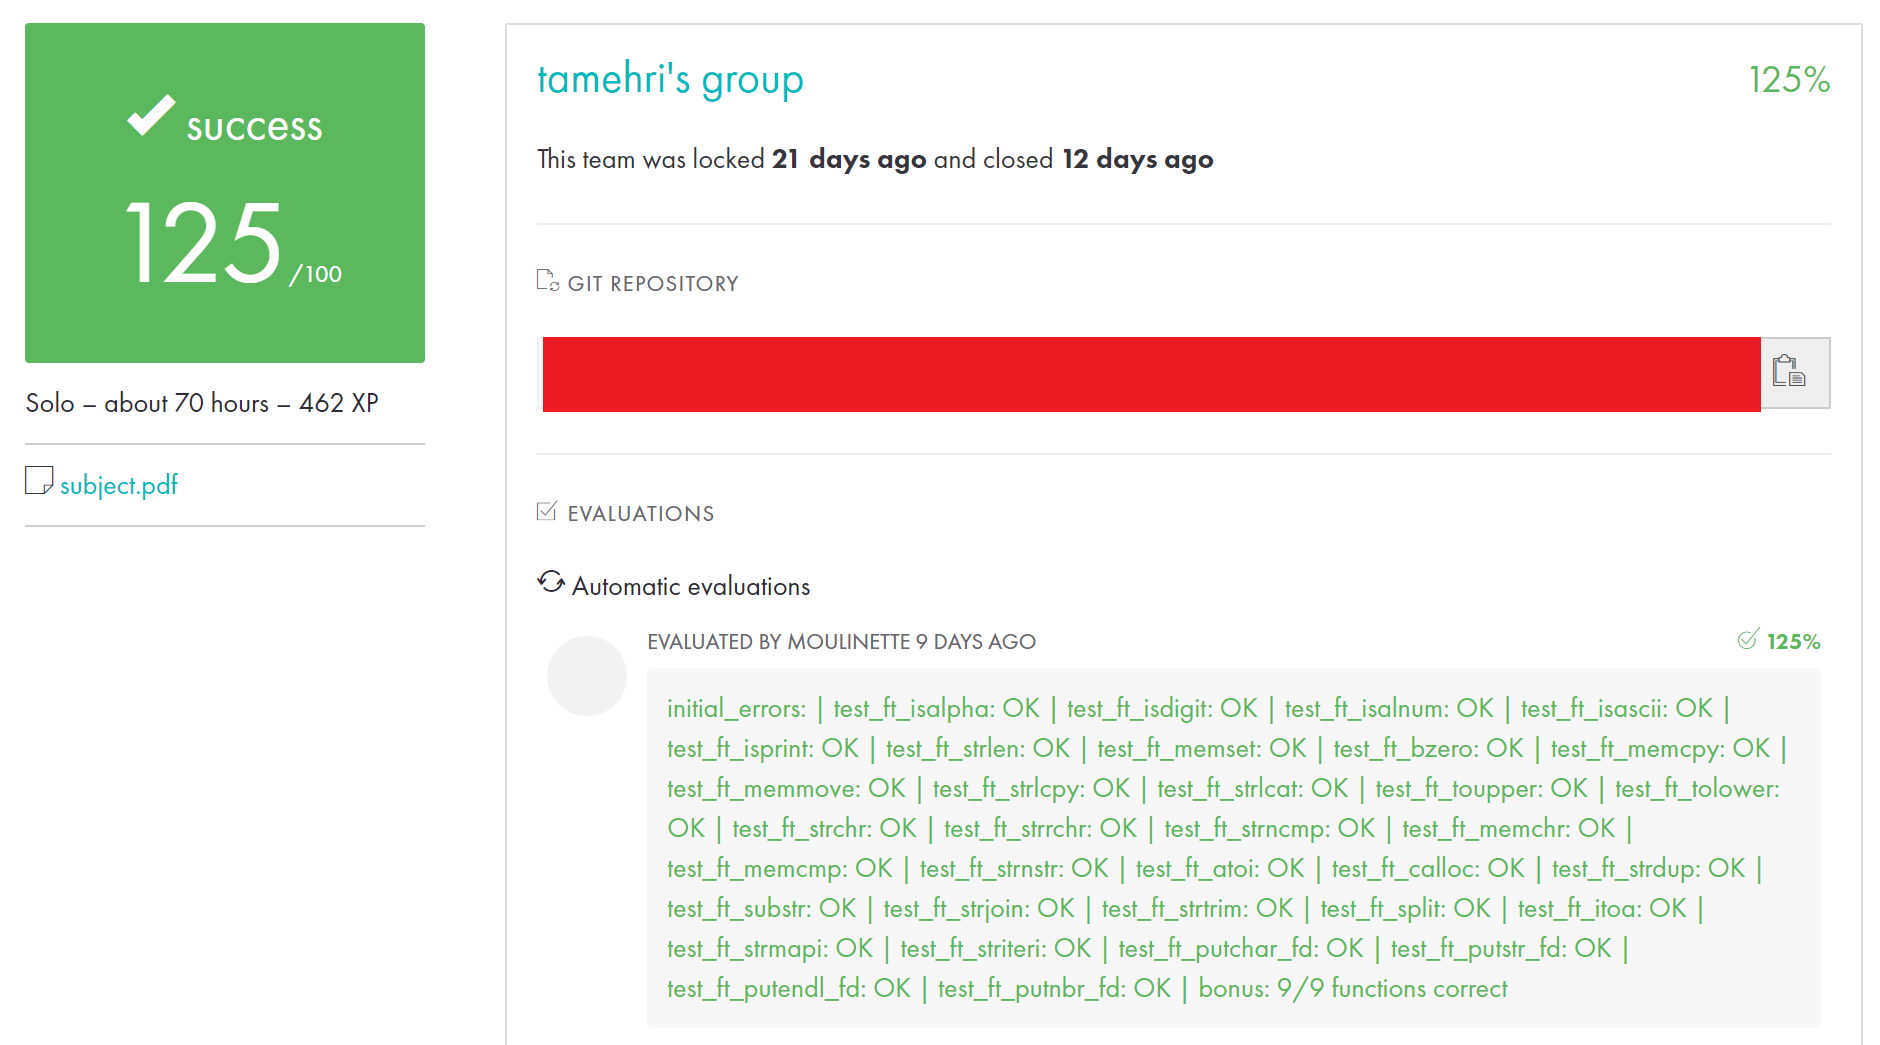 success
125 /100
Solo – about 70 hours – 462 XP
subject.pdf
tamehri's group
125%
This team was locked 21 days ago and closed 12 days ago
GIT REPOSITORY
EVALUATIONS
Automatic evaluations
EVALUATED BY MOULINETTE 9 DAYS AGO
125%
initial_errors: | test_ft_isalpha: OK | test_ft_isdigit: OK | test_ft_isalnum: OK | test_ft_isascii: OK |
test_ft_isprint: OK | test_ft_strlen: OK | test_ft_memset: OK | test_ft_bzero: OK | test_ft_memcpy: OK |
test_ft_memmove: OK | test_ft_strlcpy: OK | test_ft_strlcat: OK | test_ft_toupper: OK | test_ft_tolower:
OK | test_ft_strchr: OK | test_ft_strrchr: OK | test_ft_strncmp: OK | test_ft_memchr: OK |
test_ft_memcmp: OK | test_ft_strnstr: OK | test_ft_atoi: OK | test_ft_calloc: OK | test_ft_strdup: OK |
test_ft_substr: OK | test_ft_strjoin: OK | test_ft_strtrim: OK | test_ft_split: OK | test_ft_itoa: OK |
test_ft_strmapi: OK | test_ft_striteri: OK | test_ft_putchar_fd: OK | test_ft_putstr_fd: OK |
test_ft_putendl_fd: OK | test_ft_putnbr_fd: OK | bonus: 9/9 functions correct